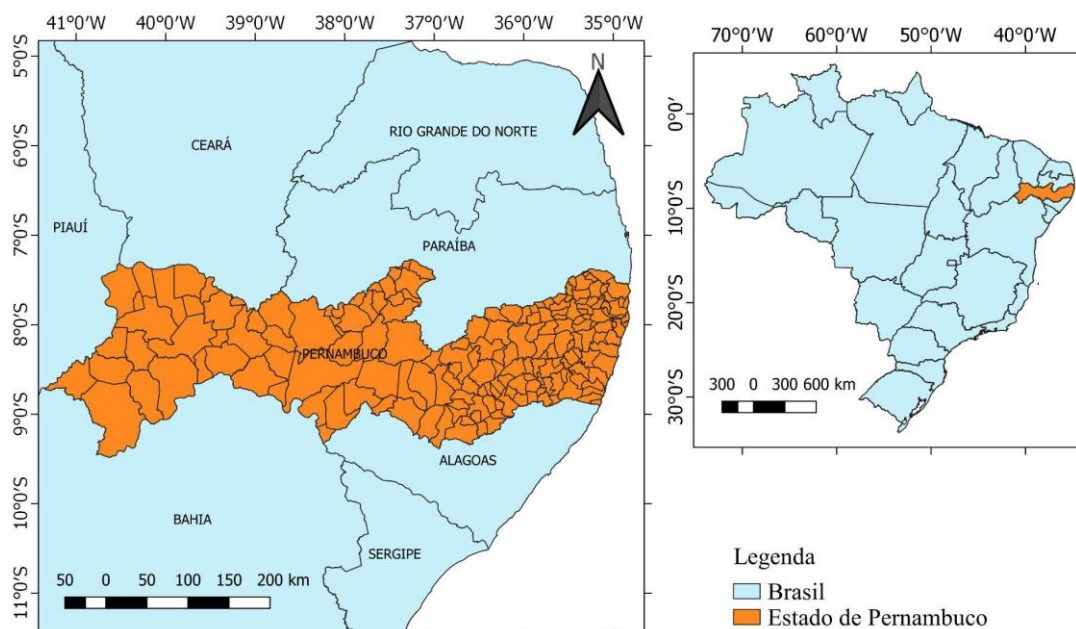 41°0'W 40°0'W 39°0'W 38°0'W 37°0'W 36°0'W 35°0'W
5°0'S
6°0'S
7°0'S
8°0'S
9°0'S
10°0'S
11°0'S
N
RIO GRANDE DO NORTE
CEARÁ
PIAUÍ
PARAÍBA
PERNAMBUCO
ALAGOAS
BAHIA
SERGIPE
50 0 50 100 150 200 km
70°0'W 60°0'W 50°0'W 40°0'W
0°0'
10°0'S
20°0'S
30°0'S
300 0 300 600 km
Legenda
Brasil
Estado de Pernambuco